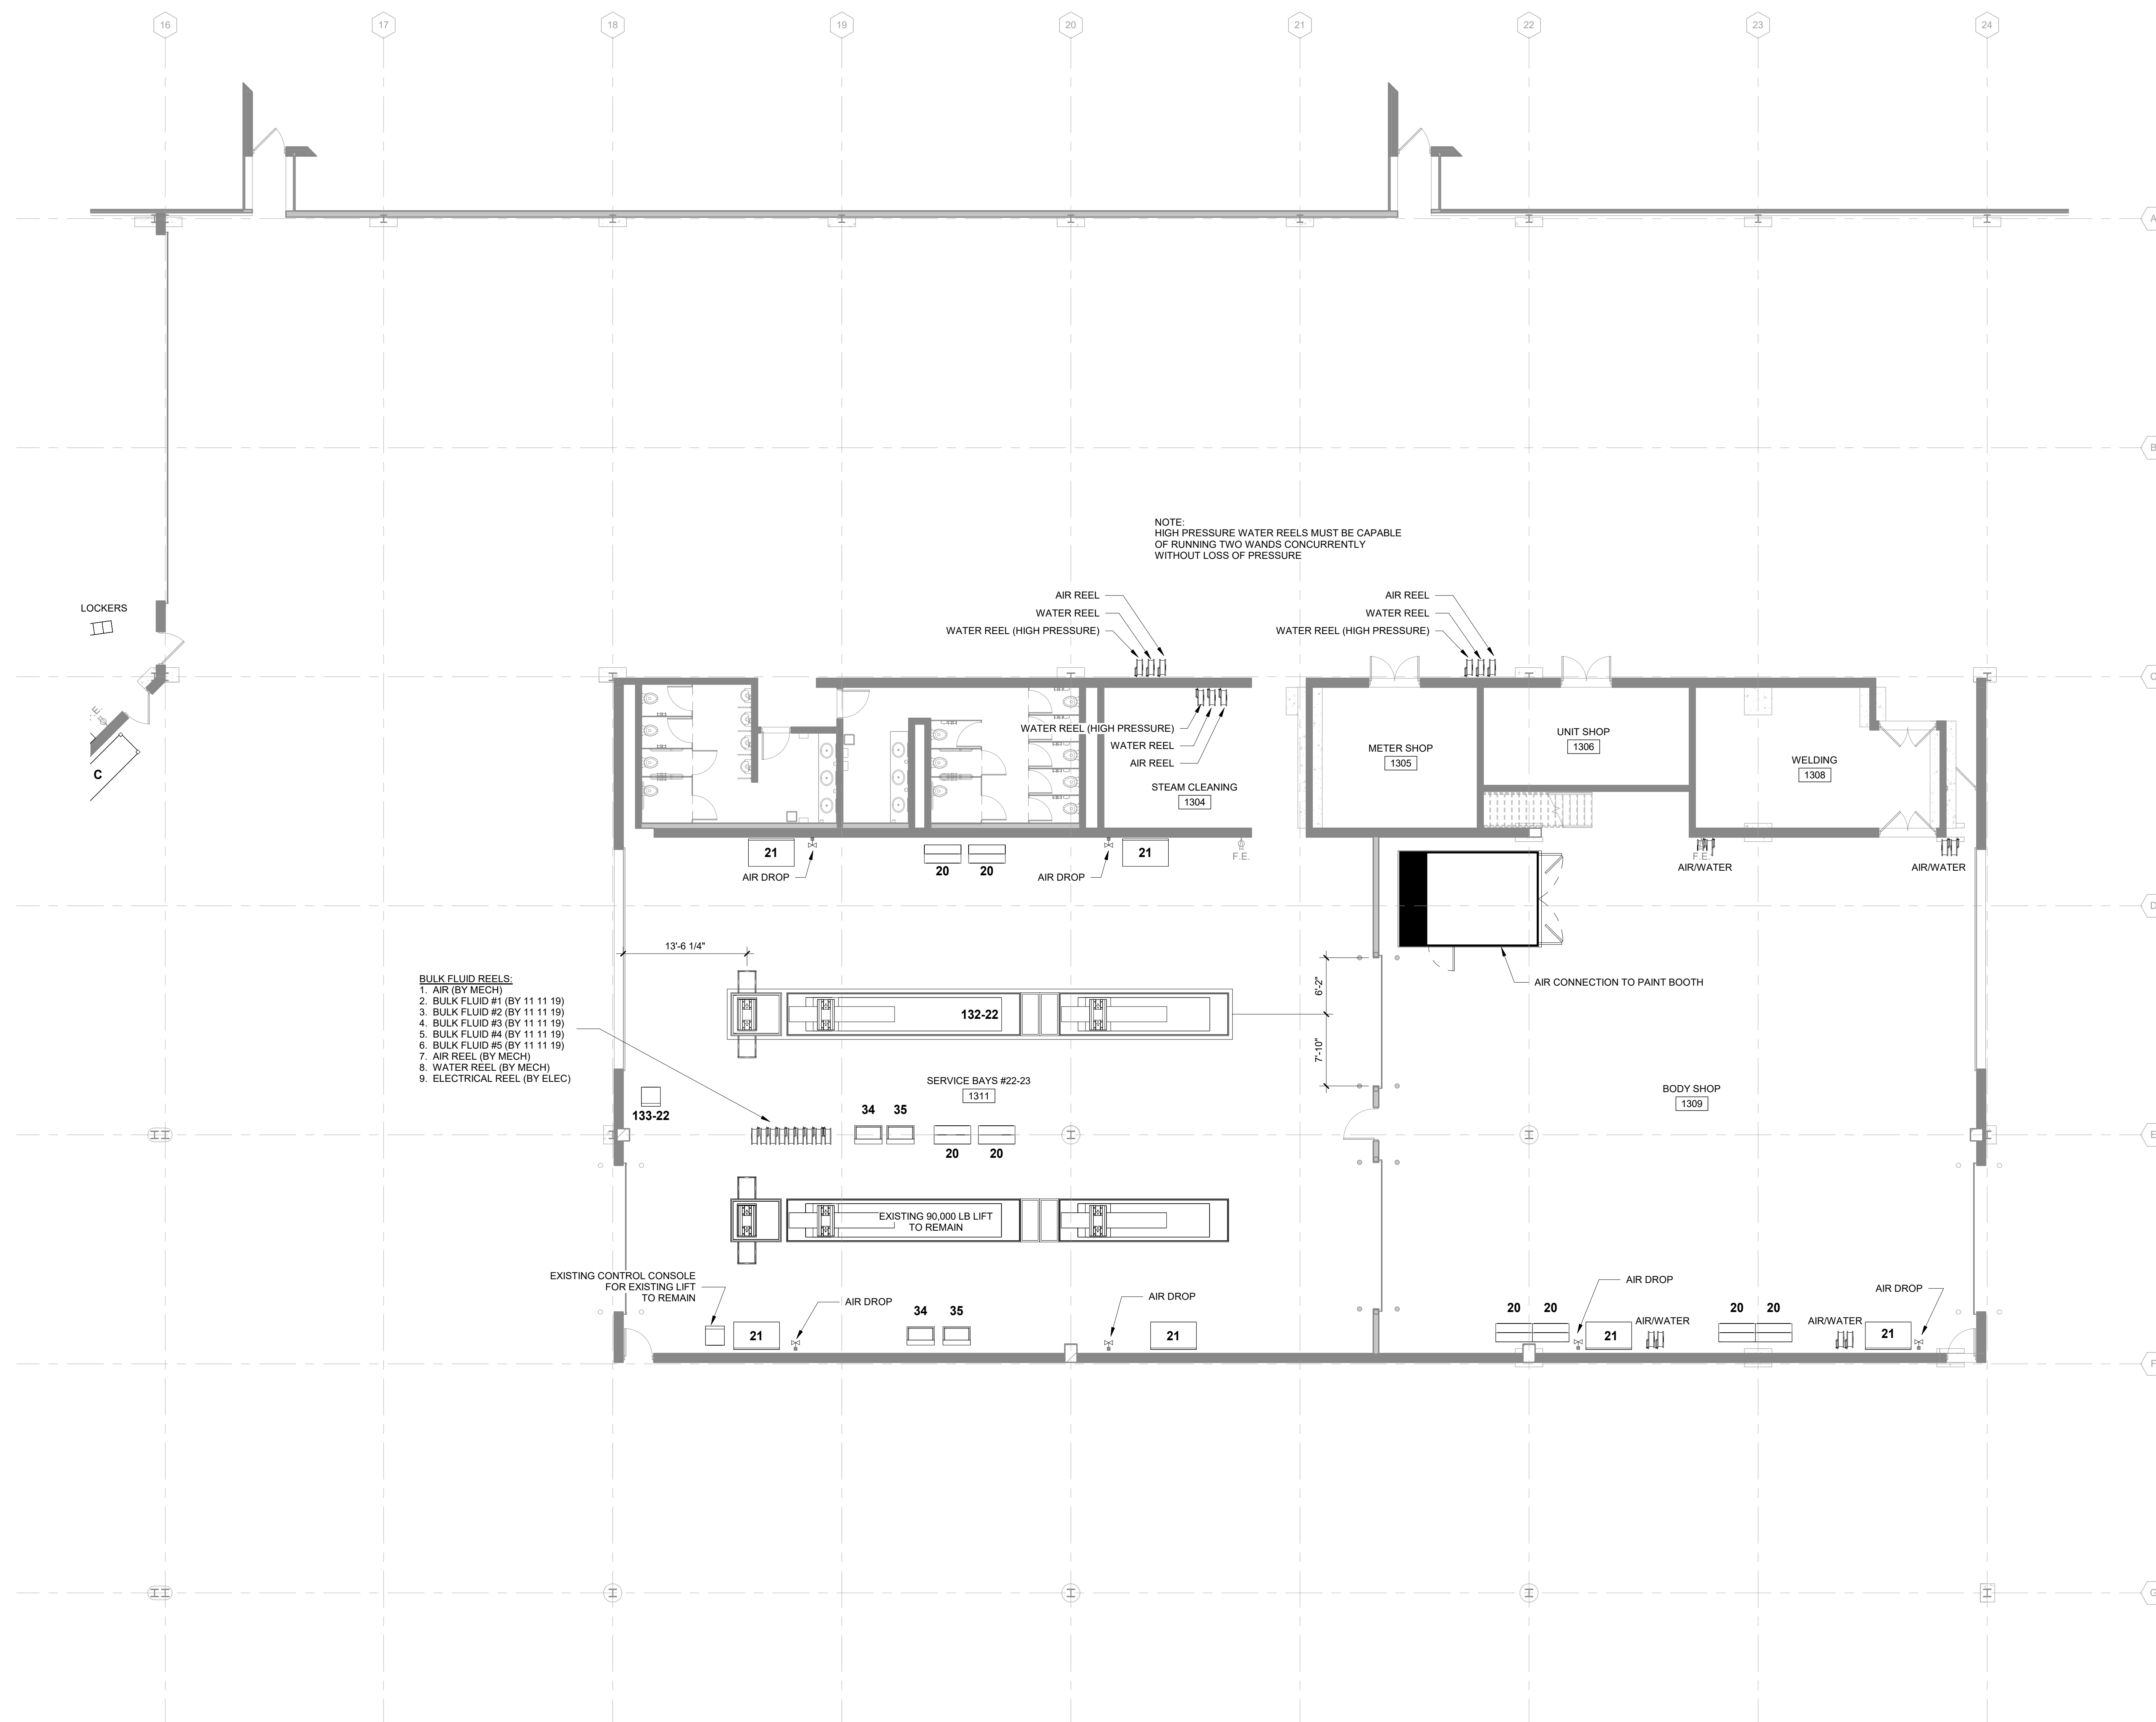 16
17
18
19
20
21
22
23
24
A
B
NOTE:
HIGH PRESSURE WATER REELS MUST BE CAPABLE
OF RUNNING TWO WANDS CONCURRENTLY
WITHOUT LOSS OF PRESSURE
AIR REEL
WATER REEL
WATER REEL (HIGH PRESSURE)
AIR REEL
WATER REEL
WATER REEL (HIGH PRESSURE)
LOCKERS
C
F.E.
C
WATER REEL (HIGH PRESSURE)
WATER REEL
AIR REEL
STEAM CLEANING
1304
METER SHOP
1305
UNIT SHOP
1306
WELDING
1308
21
AIR DROP
20
20
AIR DROP
21
F.E.
F.E.
AIR/WATER
AIR/WATER
D
13'-6 1/4"
BULK FLUID REELS:
1. AIR (BY MECH)
2. BULK FLUID #1 (BY 11 11 19)
3. BULK FLUID #2 (BY 11 11 19)
4. BULK FLUID #3 (BY 11 11 19)
5. BULK FLUID #4 (BY 11 11 19)
6. BULK FLUID #5 (BY 11 11 19)
7. AIR REEL (BY MECH)
8. WATER REEL (BY MECH)
9. ELECTRICAL REEL (BY ELEC)
132-22
6'-2"
7'-10"
AIR CONNECTION TO PAINT BOOTH
SERVICE BAYS #22-23
1311
BODY SHOP
1309
133-22
34
35
20
20
E
EXISTING 90,000 LB LIFT
TO REMAIN
EXISTING CONTROL CONSOLE
FOR EXISTING LIFT
TO REMAIN
21
AIR DROP
34
35
AIR DROP
21
20
20
AIR DROP
21
AIR/WATER
20
20
AIR/WATER
AIR DROP
21
F
G